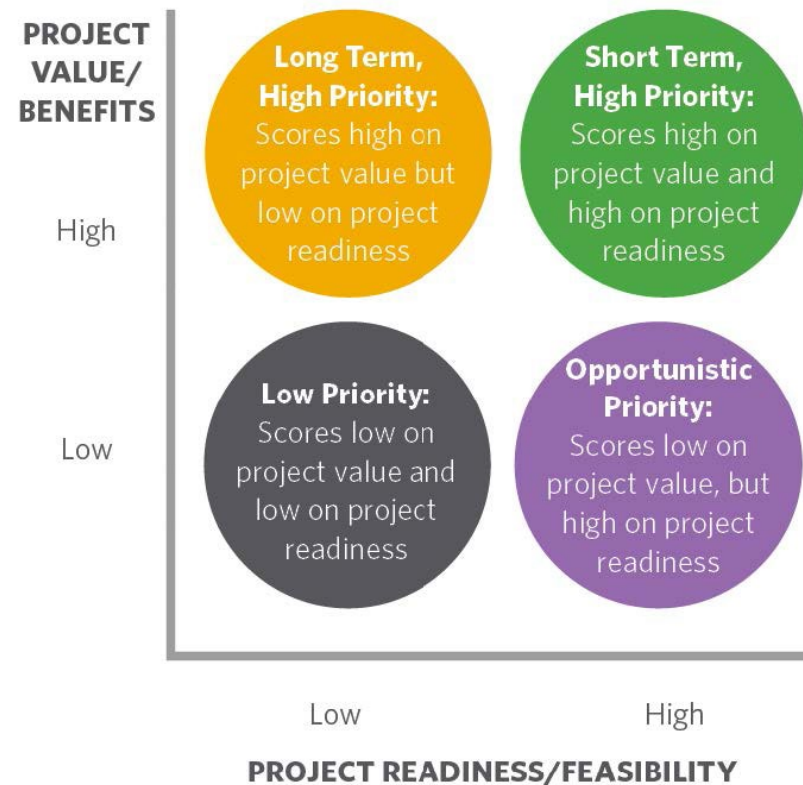 PROJECT
VALUE/
BENEFITS
High
Low
Long Term,
High Priority:
Scores high on
project value but
low on project
readiness
Short Term,
High Priority:
Scores high on
project value and
high on project
readiness
Low Priority:
Scores low on
project value and
low on project
readiness
Opportunistic
Priority:
Scores low on
project value, but
high on project
readiness
Low
High
PROJECT READINESS/FEASIBILITY